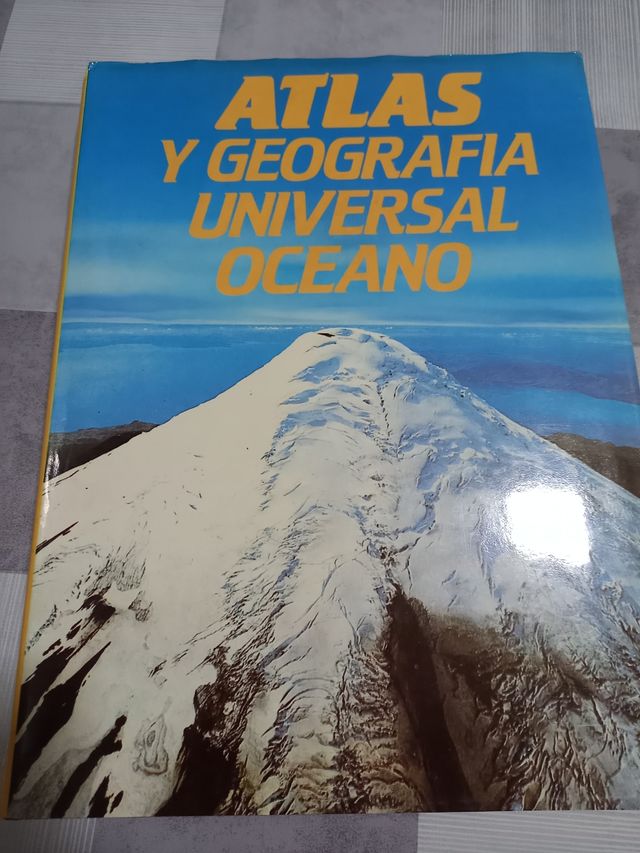 ATLAS
Y GEOGRAFIA
UNIVERSAL
OCEANO